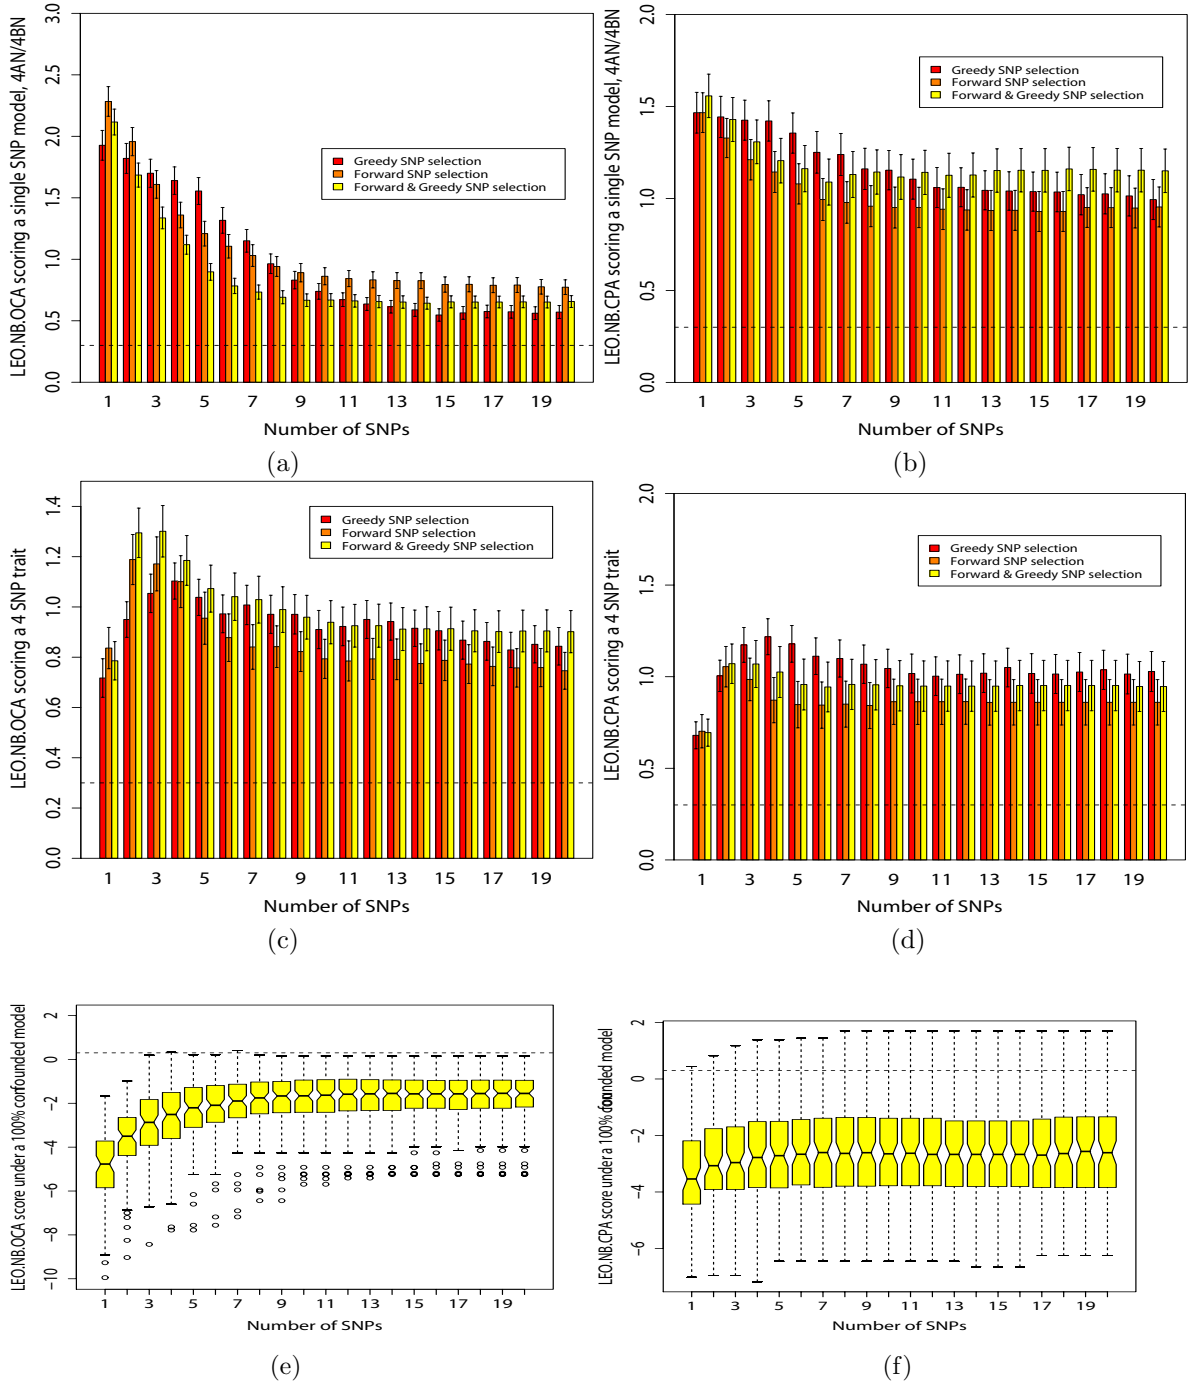 LEO.NB.OCA scoring a single SNP model, 4AN/4BN
3.0
2.5
2.0
1.5
1.0
0.5
0.0
Greedy SNP selection
Forward SNP selection
Forward & Greedy SNP selection
1 3 5 7 9 11 13 15 17 19
Number of SNPs
(a)
LEO.NB.CPA scoring a single SNP model, 4AN/4BN
2.0
1.5
1.0
0.5
0.0
Greedy SNP selection
Forward SNP selection
Forward & Greedy SNP selection
1 3 5 7 9 11 13 15 17 19
Number of SNPs
(b)
LEO.NB.OCA scoring a 4 SNP trait
1.4
1.2
1.0
0.8
0.6
0.4
0.2
0.0
Greedy SNP selection
Forward SNP selection
Forward & Greedy SNP selection
1 3 5 7 9 11 13 15 17 19
Number of SNPs
(c)
LEO.NB.CPA scoring a 4 SNP trait
2.0
1.5
1.0
0.5
0.0
Greedy SNP selection
Forward SNP selection
Forward & Greedy SNP selection
1 3 5 7 9 11 13 15 17 19
Number of SNPs
(d)
LEO.NB.OCA score under a 100% confounded model
2
0
−2
−4
−6
−8
−10
1 3 5 7 9 11 13 15 17 19
Number of SNPs
(e)
LEO.NB.CPA score under a 100% confounded model
2
0
−2
−4
−6
1 3 5 7 9 11 13 15 17 19
Number of SNPs
(f)